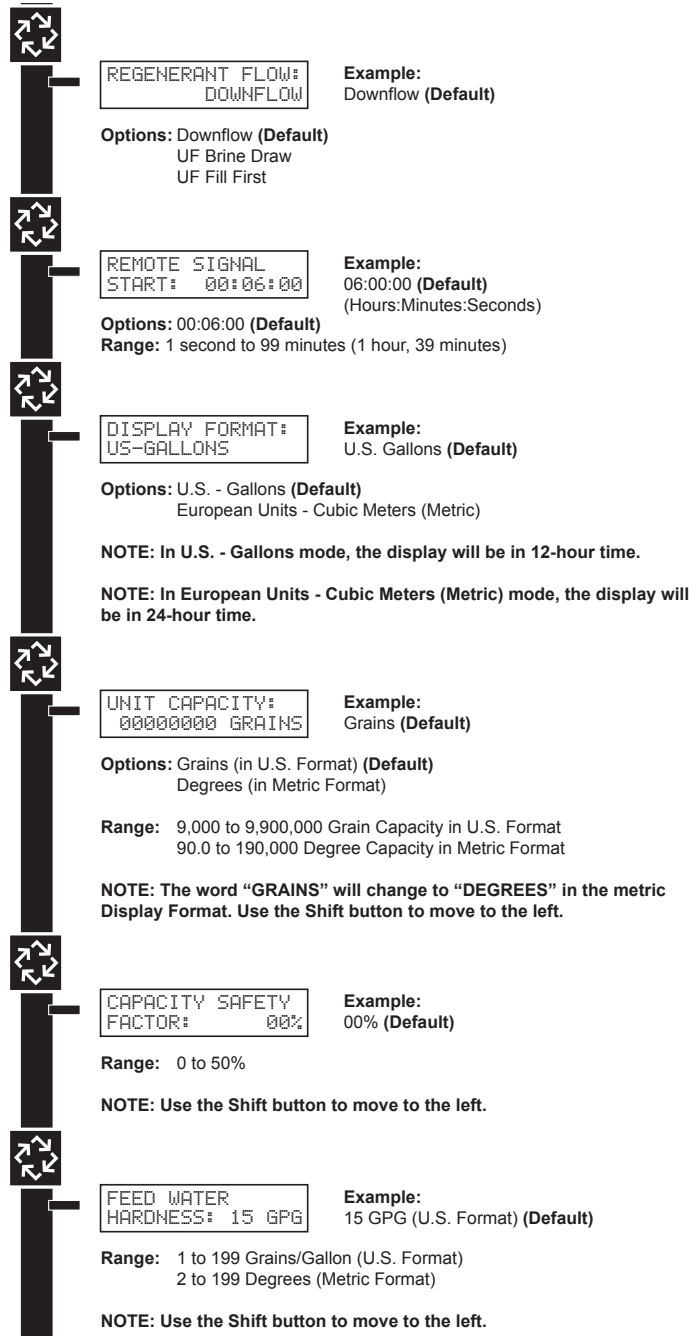 REGENERANT FLOW:
DOWNFLOW
Example:
Downflow (Default)
Options: Downflow (Default)
UF Brine Draw
UF Fill First
REMOTE SIGNAL
START: 00:06:00
Example:
06:00:00 (Default)
(Hours:Minutes:Seconds)
Options: 00:06:00 (Default)
Range: 1 second to 99 minutes (1 hour, 39 minutes)
DISPLAY FORMAT:
US-GALLONS
Example:
U.S. Gallons (Default)
Options: U.S. - Gallons (Default)
European Units - Cubic Meters (Metric)
NOTE: In U.S. - Gallons mode, the display will be in 12-hour time.
NOTE: In European Units - Cubic Meters (Metric) mode, the display will
be in 24-hour time.
UNIT CAPACITY:
00000000 GRAINS
Example:
Grains (Default)
Options: Grains (in U.S. Format) (Default)
Degrees (in Metric Format)
Range: 9,000 to 9,900,000 Grain Capacity in U.S. Format
90.0 to 190,000 Degree Capacity in Metric Format
NOTE: The word “GRAINS” will change to “DEGREES” in the metric
Display Format. Use the Shift button to move to the left.
CAPACITY SAFETY
FACTOR: 00%
Example:
00% (Default)
Range: 0 to 50%
NOTE: Use the Shift button to move to the left.
FEED WATER
HARDNESS: 15 GPG
Example:
15 GPG (U.S. Format) (Default)
Range: 1 to 199 Grains/Gallon (U.S. Format)
2 to 199 Degrees (Metric Format)
NOTE: Use the Shift button to move to the left.